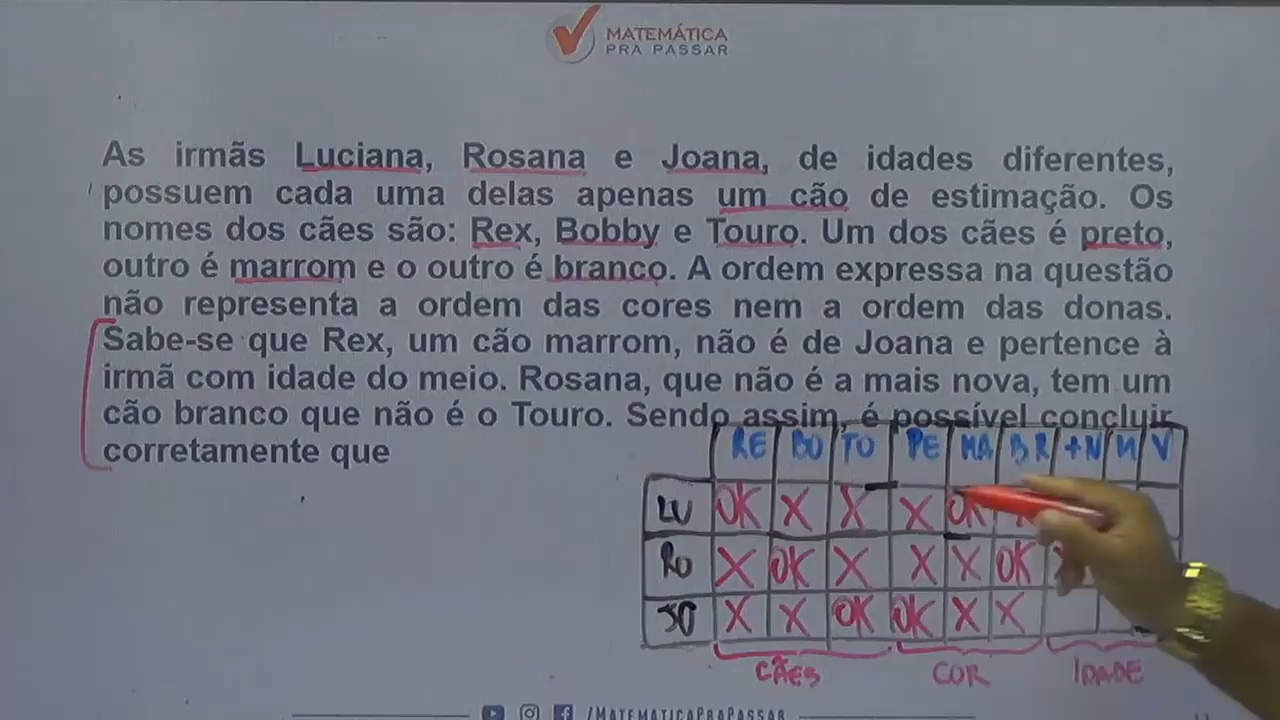 MATEMÁTICA
PRA PASSAR
As irmãs Luciana, Rosana e Joana, de idades diferentes,
possuem cada uma delas apenas um cão de estimação. Os
nomes dos cães são: Rex, Bobby e Touro. Um dos cães é preto,
outro é marrom e o outro é branco. A ordem expressa na questão
não representa a ordem das cores nem a ordem das donas.
Sabe-se que Rex, um cão marrom, não é de Joana e pertence à
irmã com idade do meio. Rosana, que não é a mais nova, tem um
cão branco que não é o Touro. Sendo assim, é possível concluir
corretamente que
RE BO TO PE MA BR +N M V
LU OK X X X OK X
RO X OK X X X OK X
JO X X OK OK X X
CÃES COR IDADE
/MATEMATICAPRAPASSAR